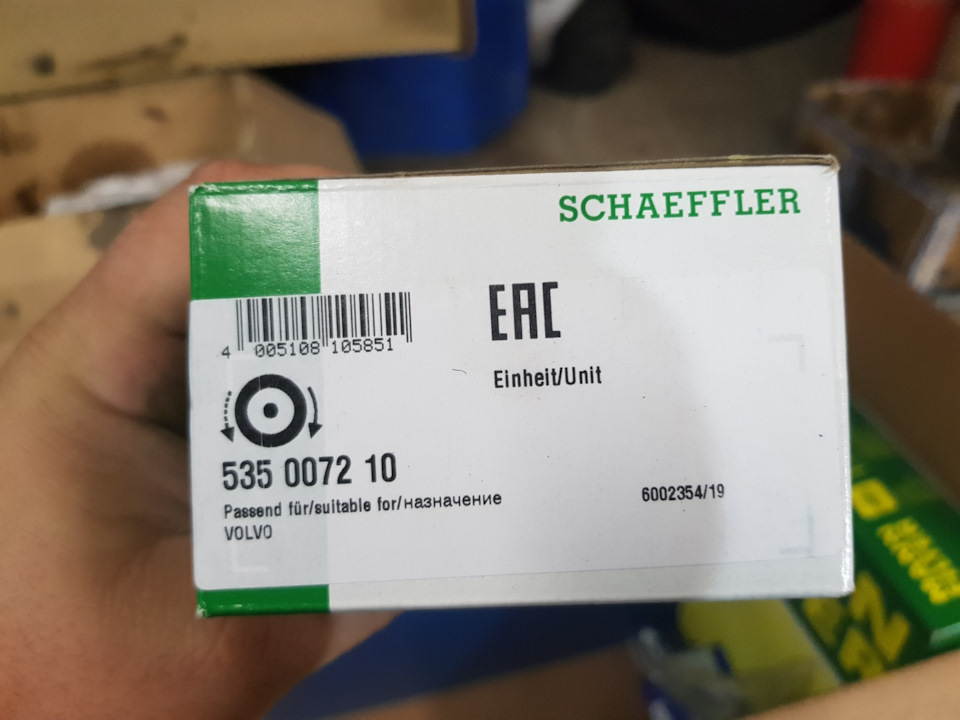 SCHAEFFLER
EAC
4 005108 105851
Einheit/Unit
535 0072 10
6002354/19
Passend für/suitable for/назначение
VOLVO